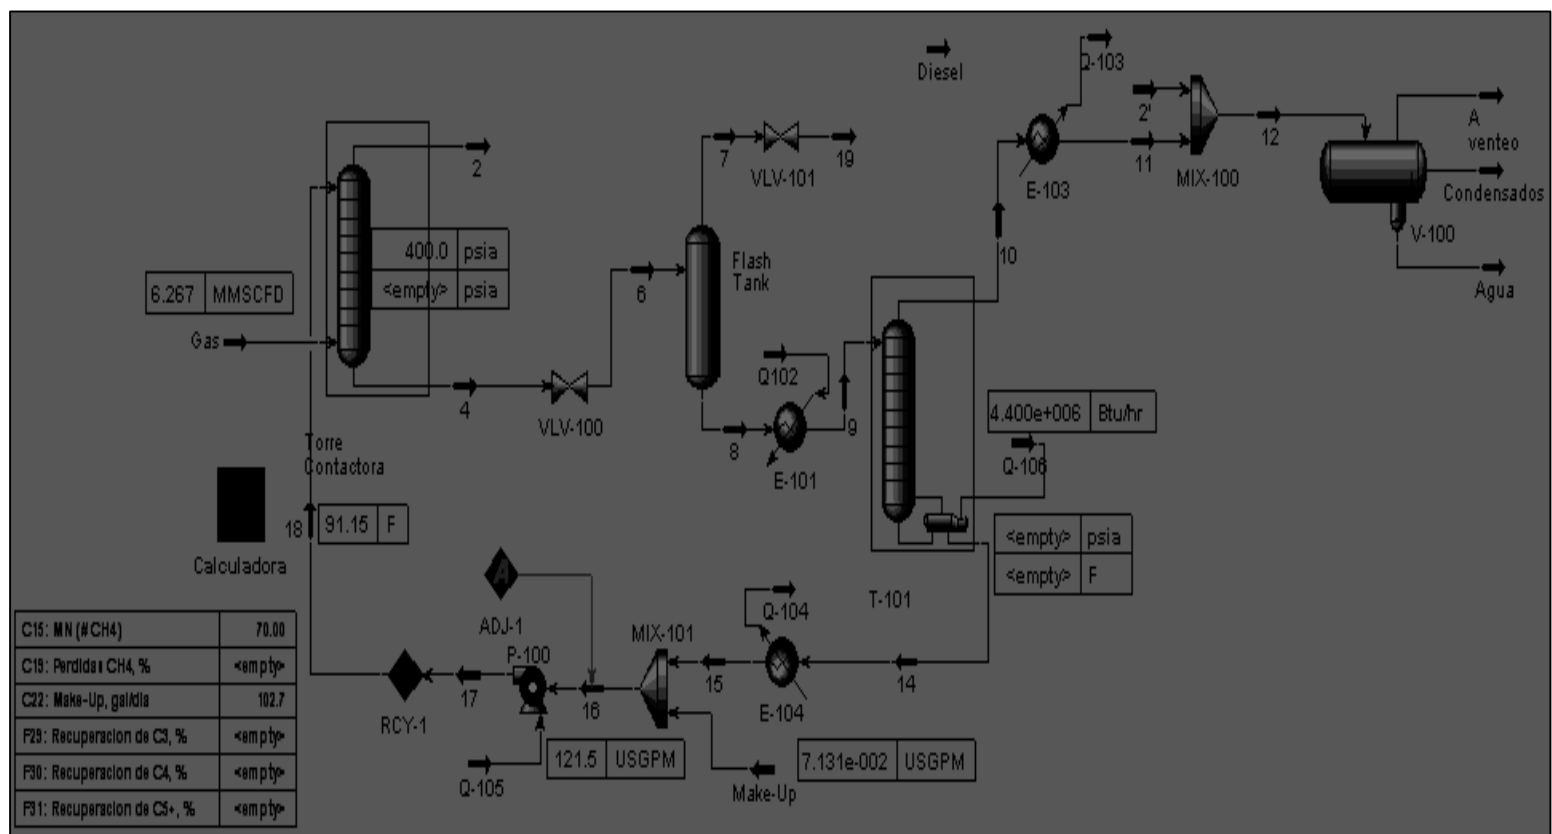 Diesel
Q-103
2'
12
A
venteo
7
19
11
2
VLV-101
MIX-100
E-103
Condensados
V-100
10
400.0 psia
<empty> psia
Flash
Tank
6.267 MMSCFD
6
Agua
Gas
Q102
4
4.400e+006 Btu/hr
VLV-100
8
9
Q-106
Torre
Contactora
E-101
18
91.15 F
<empty> psia
<empty> F
Calculadora
A
Q-104
T-101
C15: MN (# CH4) 70.00
ADJ-1
MIX-101
C19: Perdidas CH4, % <empty>
P-100
17
16
15
14
C22: Make-Up, gal/dia 102.7
RCY-1
E-104
F29: Recuperacion de C3, % <empty>
121.5 USGPM
7.131e-002 USGPM
F30: Recuperacion de C4, % <empty>
Q-105
Make-Up
F31: Recuperacion de C5+, % <empty>